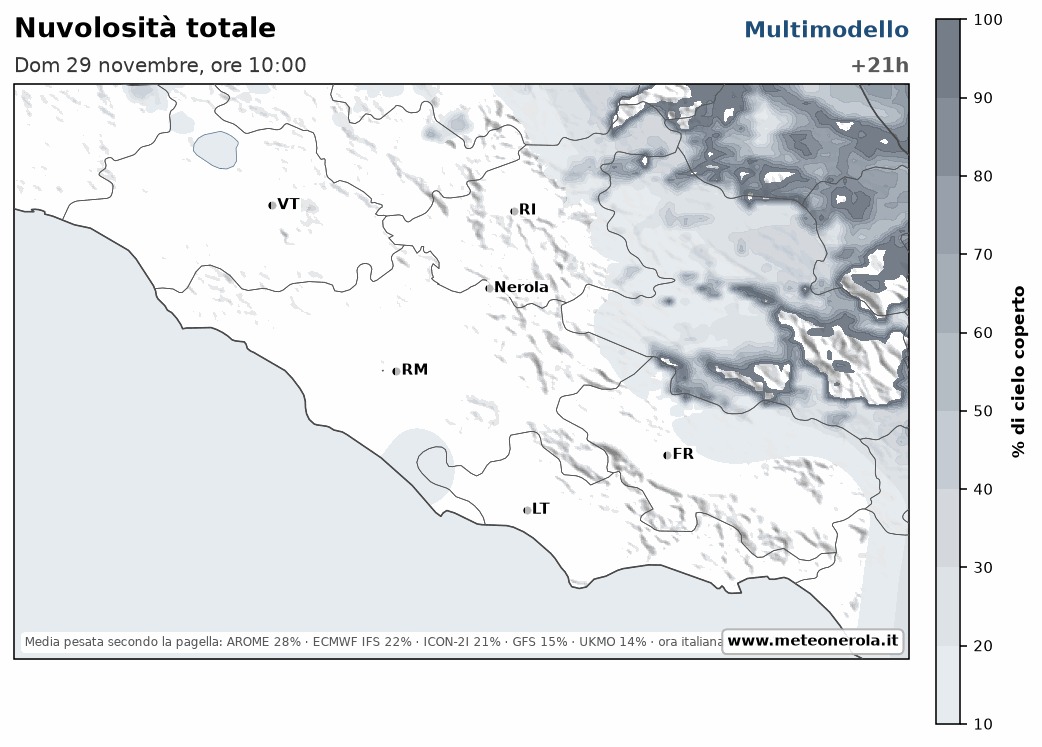 Nuvolosità totale
Multimodello
Dom 29 novembre, ore 10:00
+21h
100
90
80
70
60
50
40
30
20
10
% di cielo coperto
VT
RI
Nerola
RM
FR
LT
Media pesata secondo la pagella: AROME 28% · ECMWF IFS 22% · ICON-2I 21% · GFS 15% · UKMO 14% · ora italiana
www.meteonerola.it